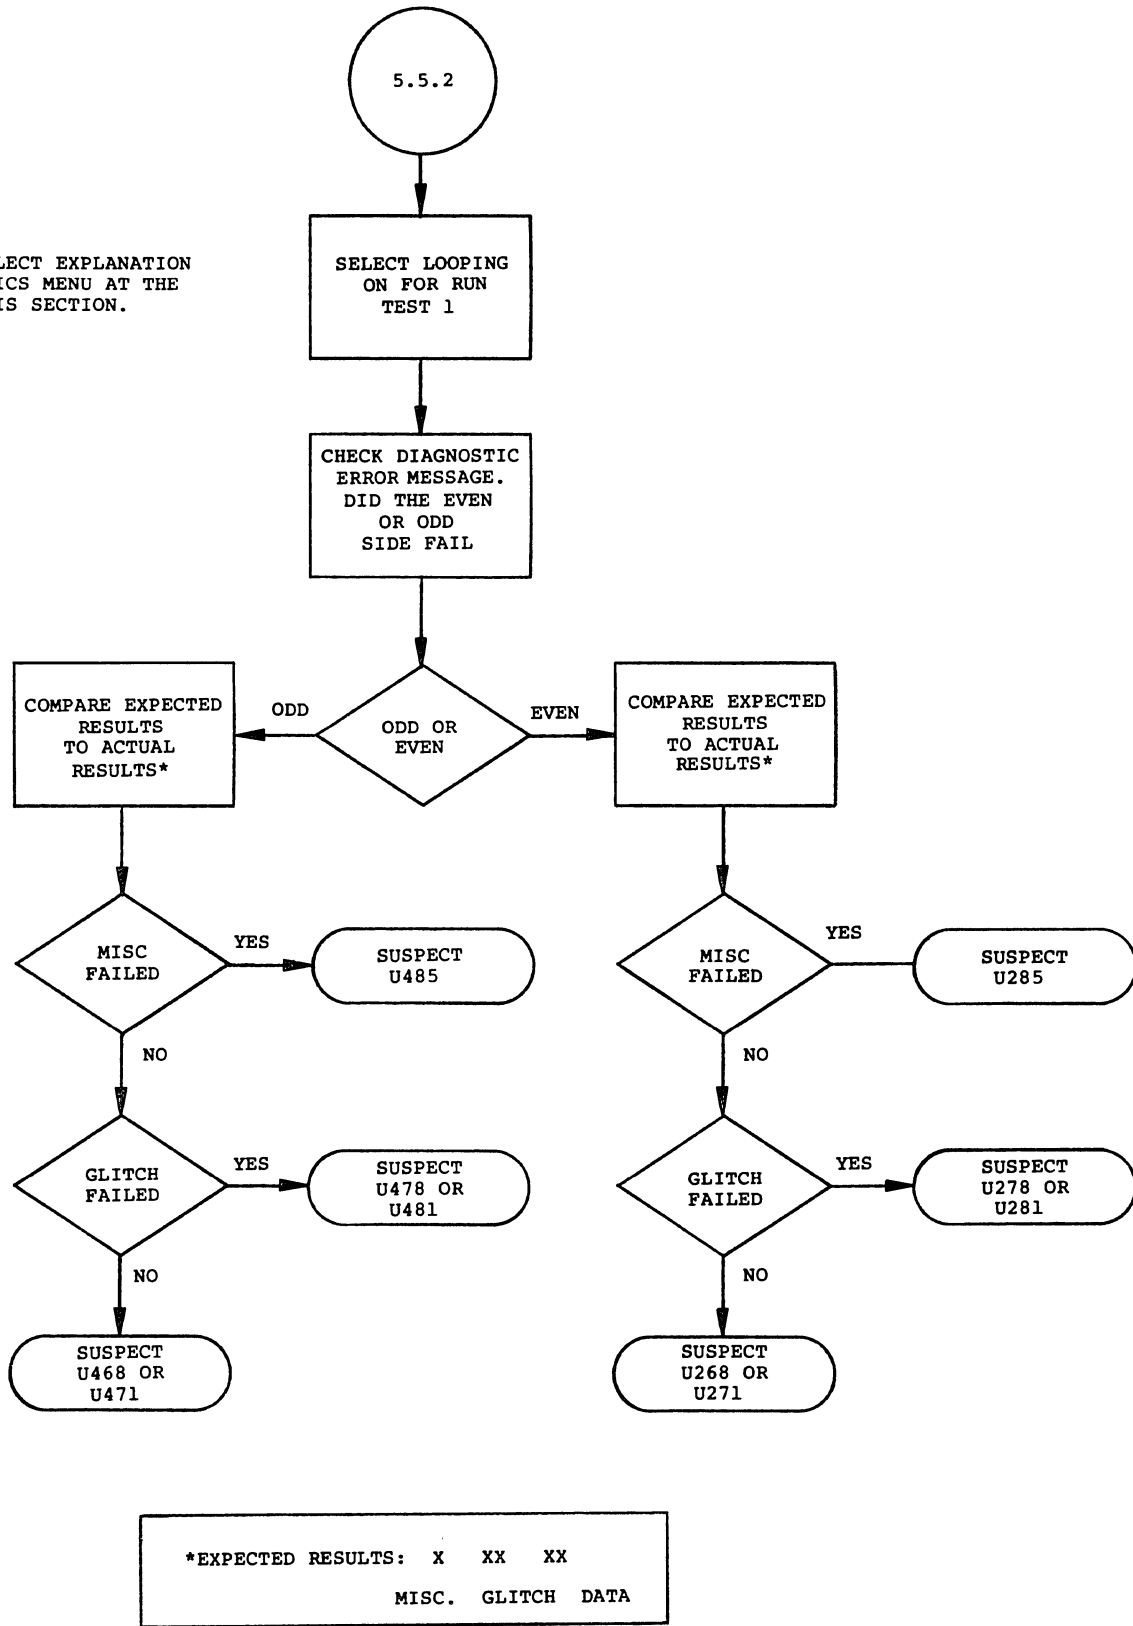 5.5.2
LECT EXPLANATION
ICS MENU AT THE
IS SECTION.
SELECT LOOPING
ON FOR RUN
TEST 1
CHECK DIAGNOSTIC
ERROR MESSAGE.
DID THE EVEN
OR ODD
SIDE FAIL
COMPARE EXPECTED
RESULTS
TO ACTUAL
RESULTS*
ODD
ODD OR
EVEN
EVEN
COMPARE EXPECTED
RESULTS
TO ACTUAL
RESULTS*
MISC
FAILED
YES
SUSPECT
U485
MISC
FAILED
YES
SUSPECT
U285
NO
NO
GLITCH
FAILED
YES
SUSPECT
U478 OR
U481
GLITCH
FAILED
YES
SUSPECT
U278 OR
U281
NO
NO
SUSPECT
U468 OR
U471
SUSPECT
U268 OR
U271
*EXPECTED RESULTS: X XX XX
MISC. GLITCH DATA